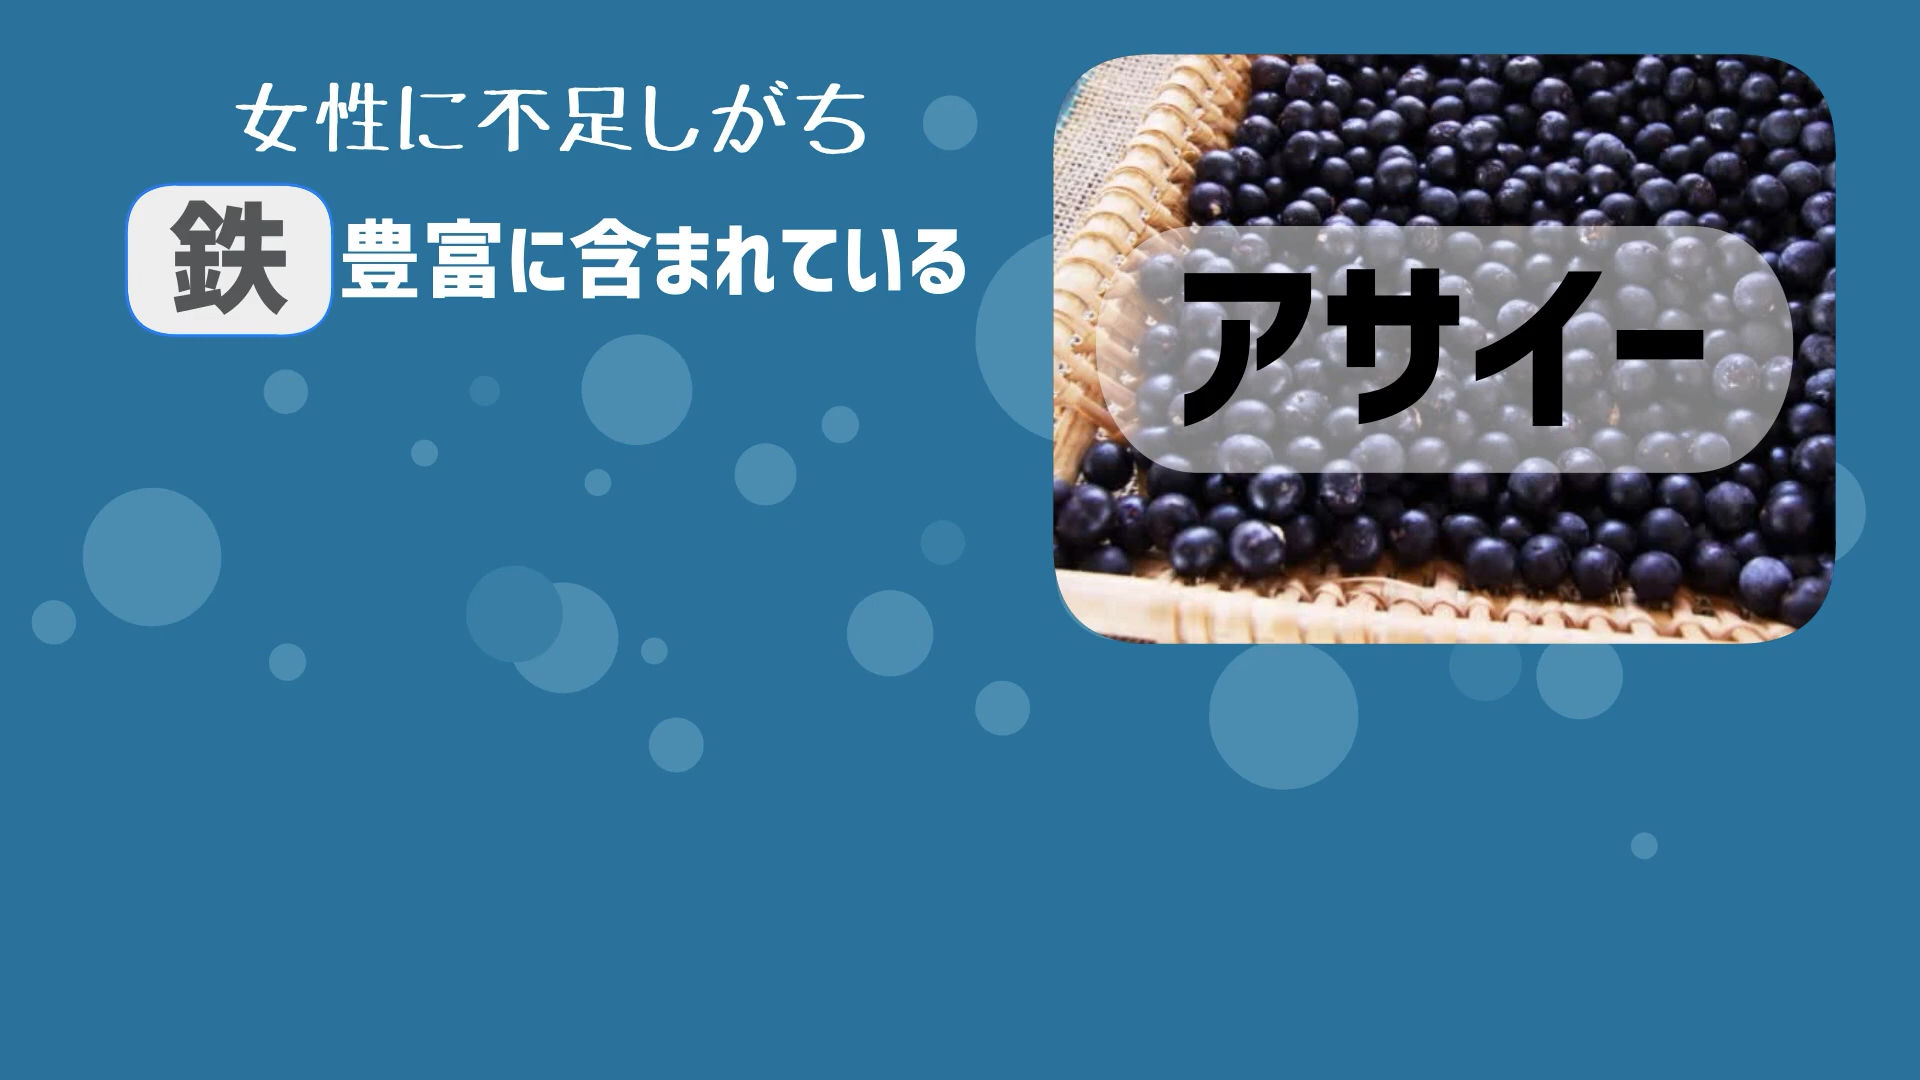 女性に不足しがち
鉄豊富に含まれている
アサイー